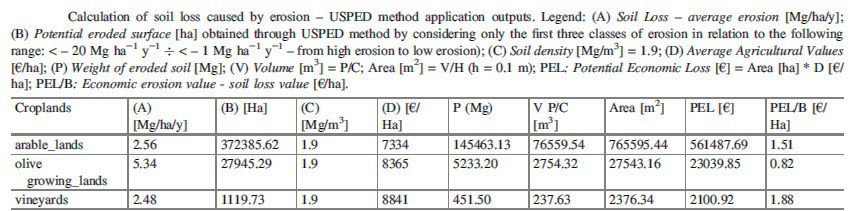 Calculation of soil loss caused by erosion – USPED method application outputs. Legend: (A) Soil Loss – average erosion [Mg/ha/y];
(B) Potential eroded surface [ha] obtained through USPED method by considering only the first three classes of erosion in relation to the following
range: < – 20 Mg ha⁻¹ y⁻¹ ÷ < – 1 Mg ha⁻¹ y⁻¹ – from high erosion to low erosion); (C) Soil density [Mg/m³] = 1.9; (D) Average Agricultural Values
[€/ha]; (P) Weight of eroded soil [Mg]; (V) Volume [m³] = P/C; Area [m²] = V/H (h = 0.1 m); PEL: Potential Economic Loss [€] = Area [ha] * D [€/
ha]; PEL/B: Economic erosion value - soil loss value [€/ha].
Croplands (A) (B) [Ha] (C) (D) [€/ P (Mg) V P/C Area [m²] PEL [€] PEL/B [€/
[Mg/ha/y] [Mg/m³] Ha] [m³] Ha]
arable_lands 2.56 372385.62 1.9 7334 145463.13 76559.54 765595.44 561487.69 1.51
olive 5.34 27945.29 1.9 8365 5233.20 2754.32 27543.16 23039.85 0.82
growing_lands
vineyards 2.48 1119.73 1.9 8841 451.50 237.63 2376.34 2100.92 1.88